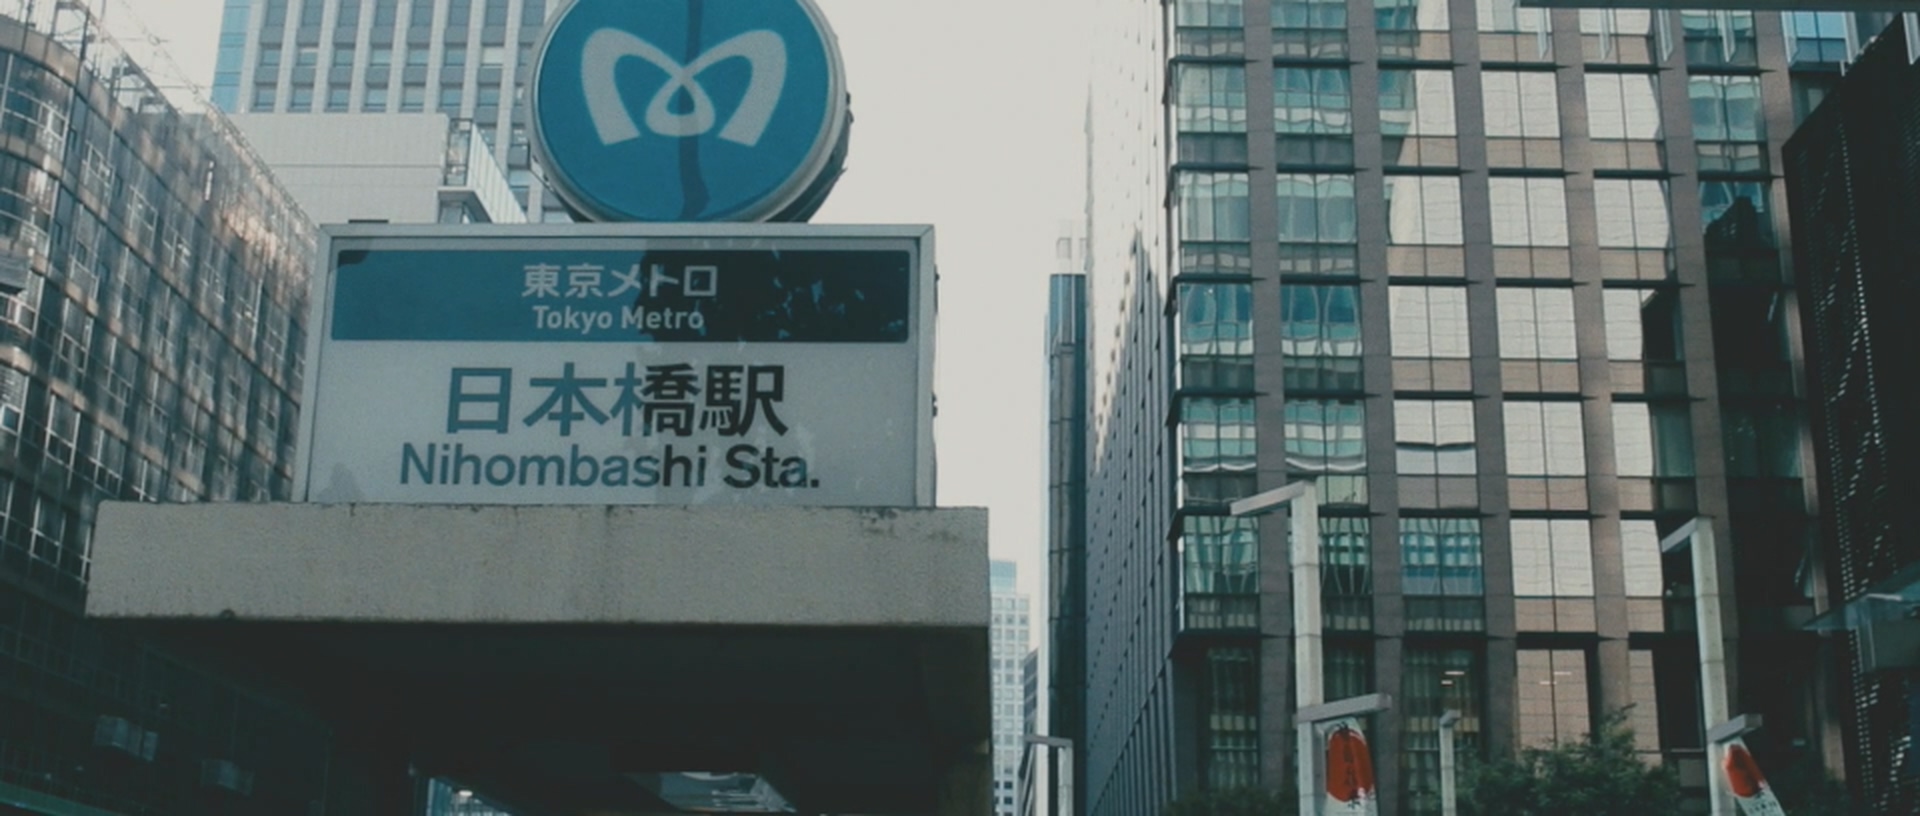 東京メトロ
Tokyo Metro
日本橋駅
Nihombashi Sta.